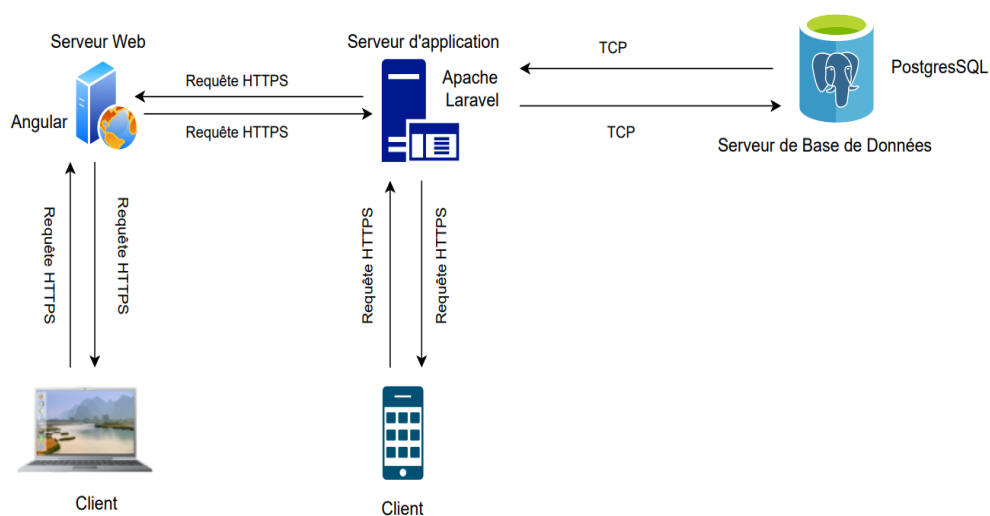 Serveur Web
Serveur d'application
TCP
PostgresSQL
Requête HTTPS
Apache
Laravel
Angular
Requête HTTPS
TCP
Serveur de Base de Données
Requête HTTPS
Requête HTTPS
Requête HTTPS
Requête HTTPS
Client
Client